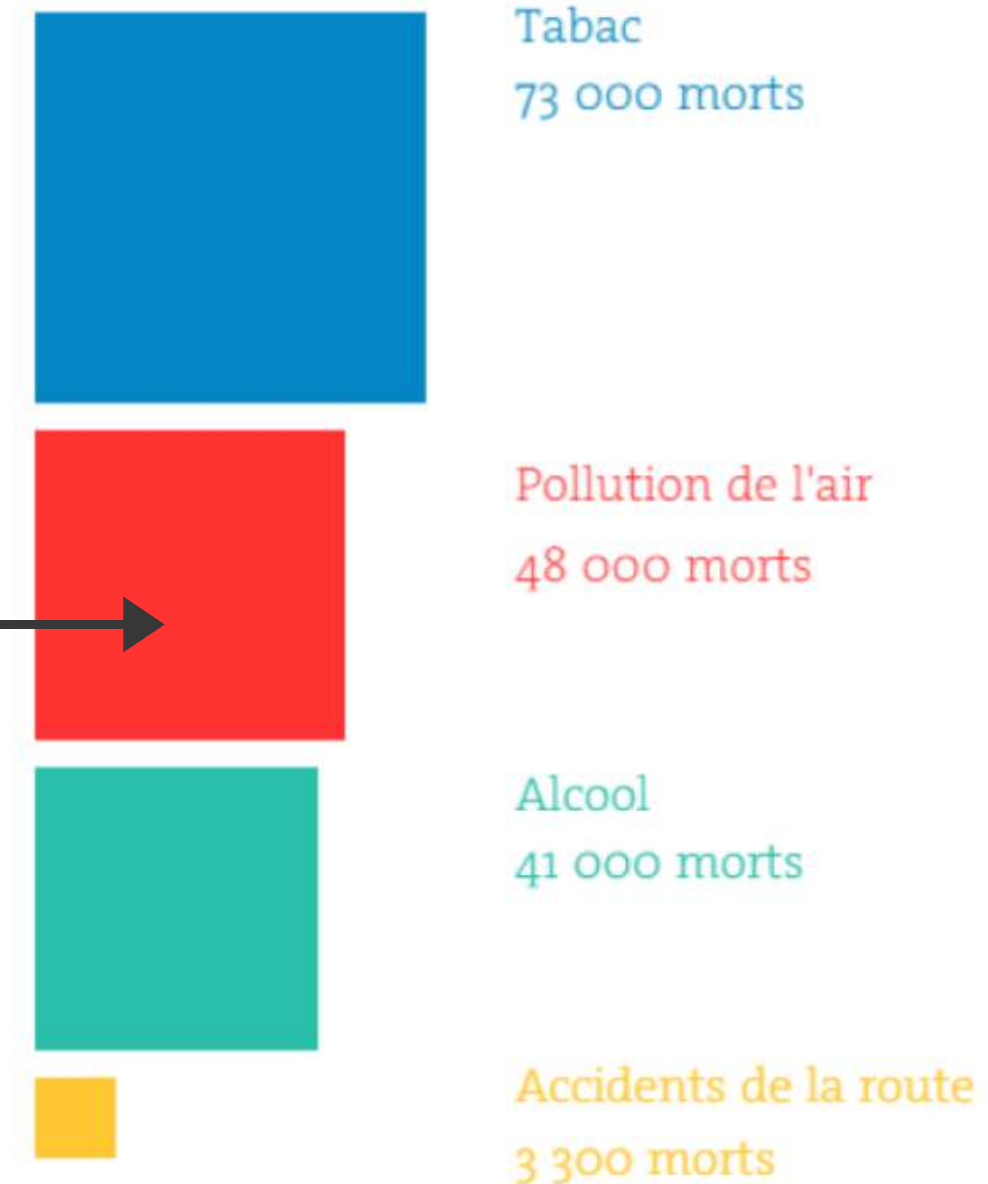 Tabac
73 000 morts
Pollution de l'air
48 000 morts
Alcool
41 000 morts
Accidents de la route
3 300 morts